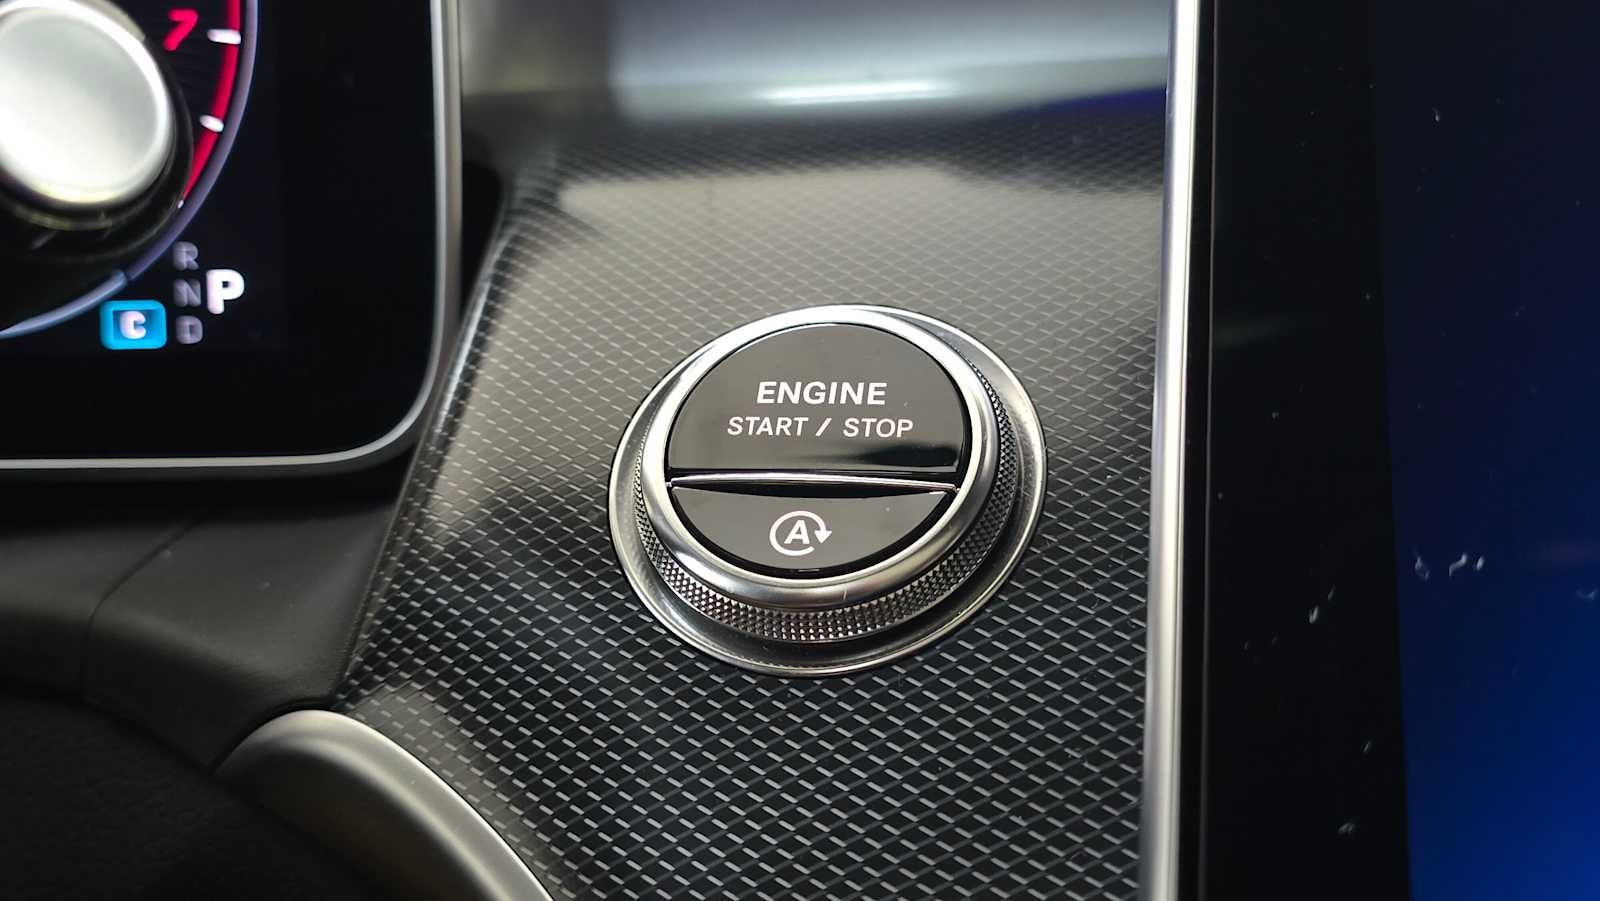 7
R
N P
C D
ENGINE
START / STOP
A